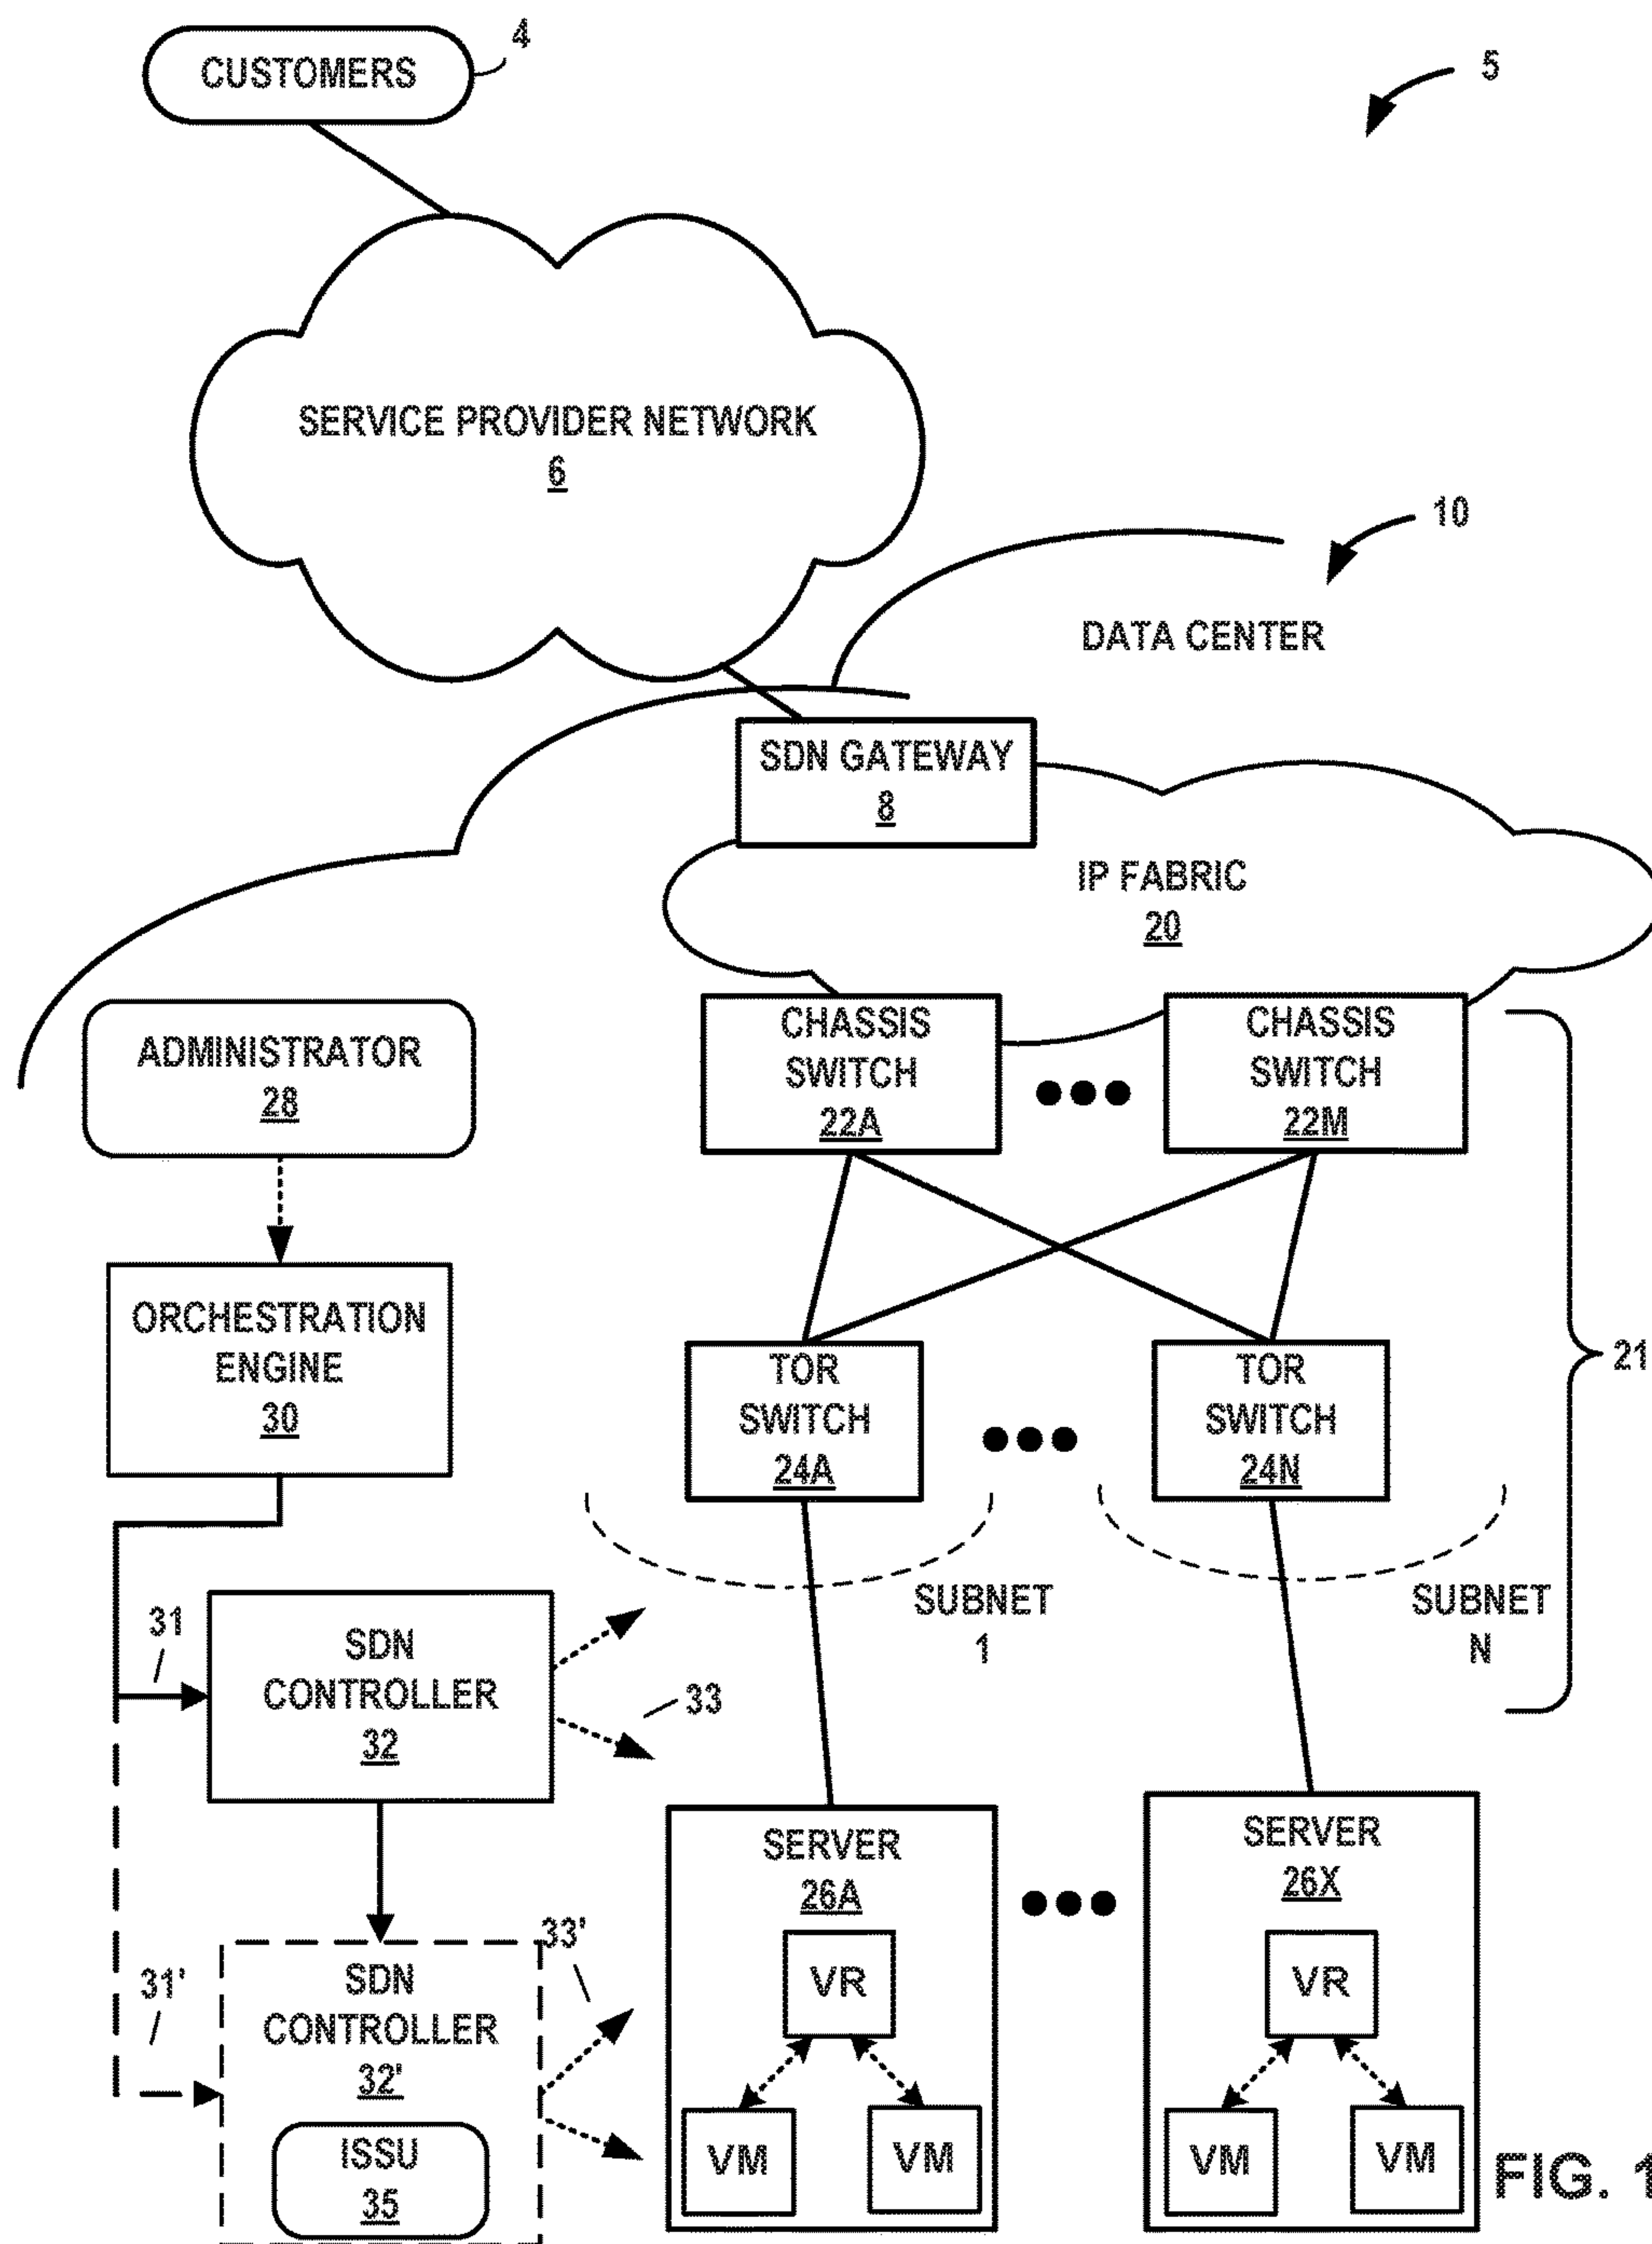 CUSTOMERS
4
5
SERVICE PROVIDER NETWORK
6
10
DATA CENTER
SDN GATEWAY
8
IP FABRIC
20
ADMINISTRATOR
28
CHASSIS
SWITCH
22A
CHASSIS
SWITCH
22M
ORCHESTRATION
ENGINE
30
TOR
SWITCH
24A
TOR
SWITCH
24N
21
SUBNET
1
SUBNET
N
31
SDN
CONTROLLER
32
33
SERVER
26A
VR
VM
VM
SERVER
26X
VR
VM
VM
31'
SDN
CONTROLLER
32'
33'
ISSU
35
FIG. 1